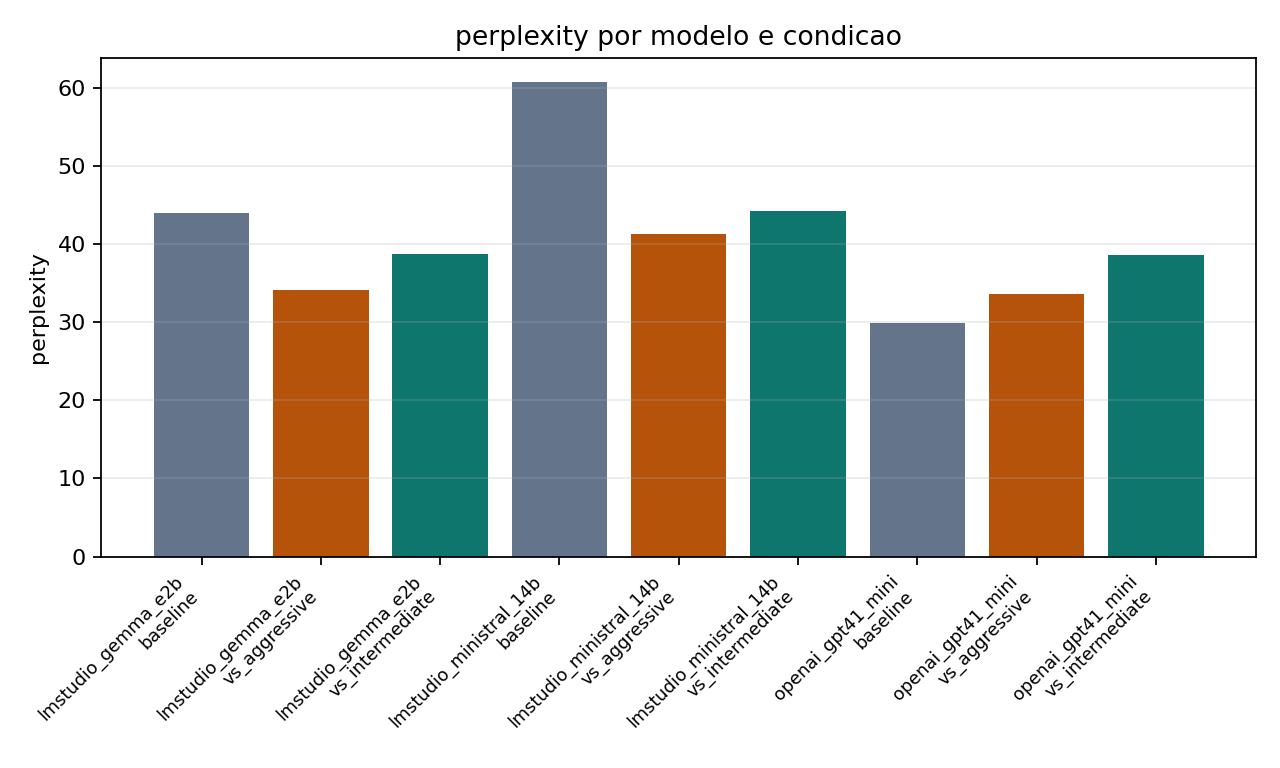 perplexity por modelo e condicao
perplexity
60
50
40
30
20
10
0
lmstudio_gemma_e2b
baseline
lmstudio_gemma_e2b
vs_aggressive
lmstudio_gemma_e2b
vs_intermediate
lmstudio_ministral_14b
baseline
lmstudio_ministral_14b
vs_aggressive
lmstudio_ministral_14b
vs_intermediate
openai_gpt41_mini
baseline
openai_gpt41_mini
vs_aggressive
openai_gpt41_mini
vs_intermediate